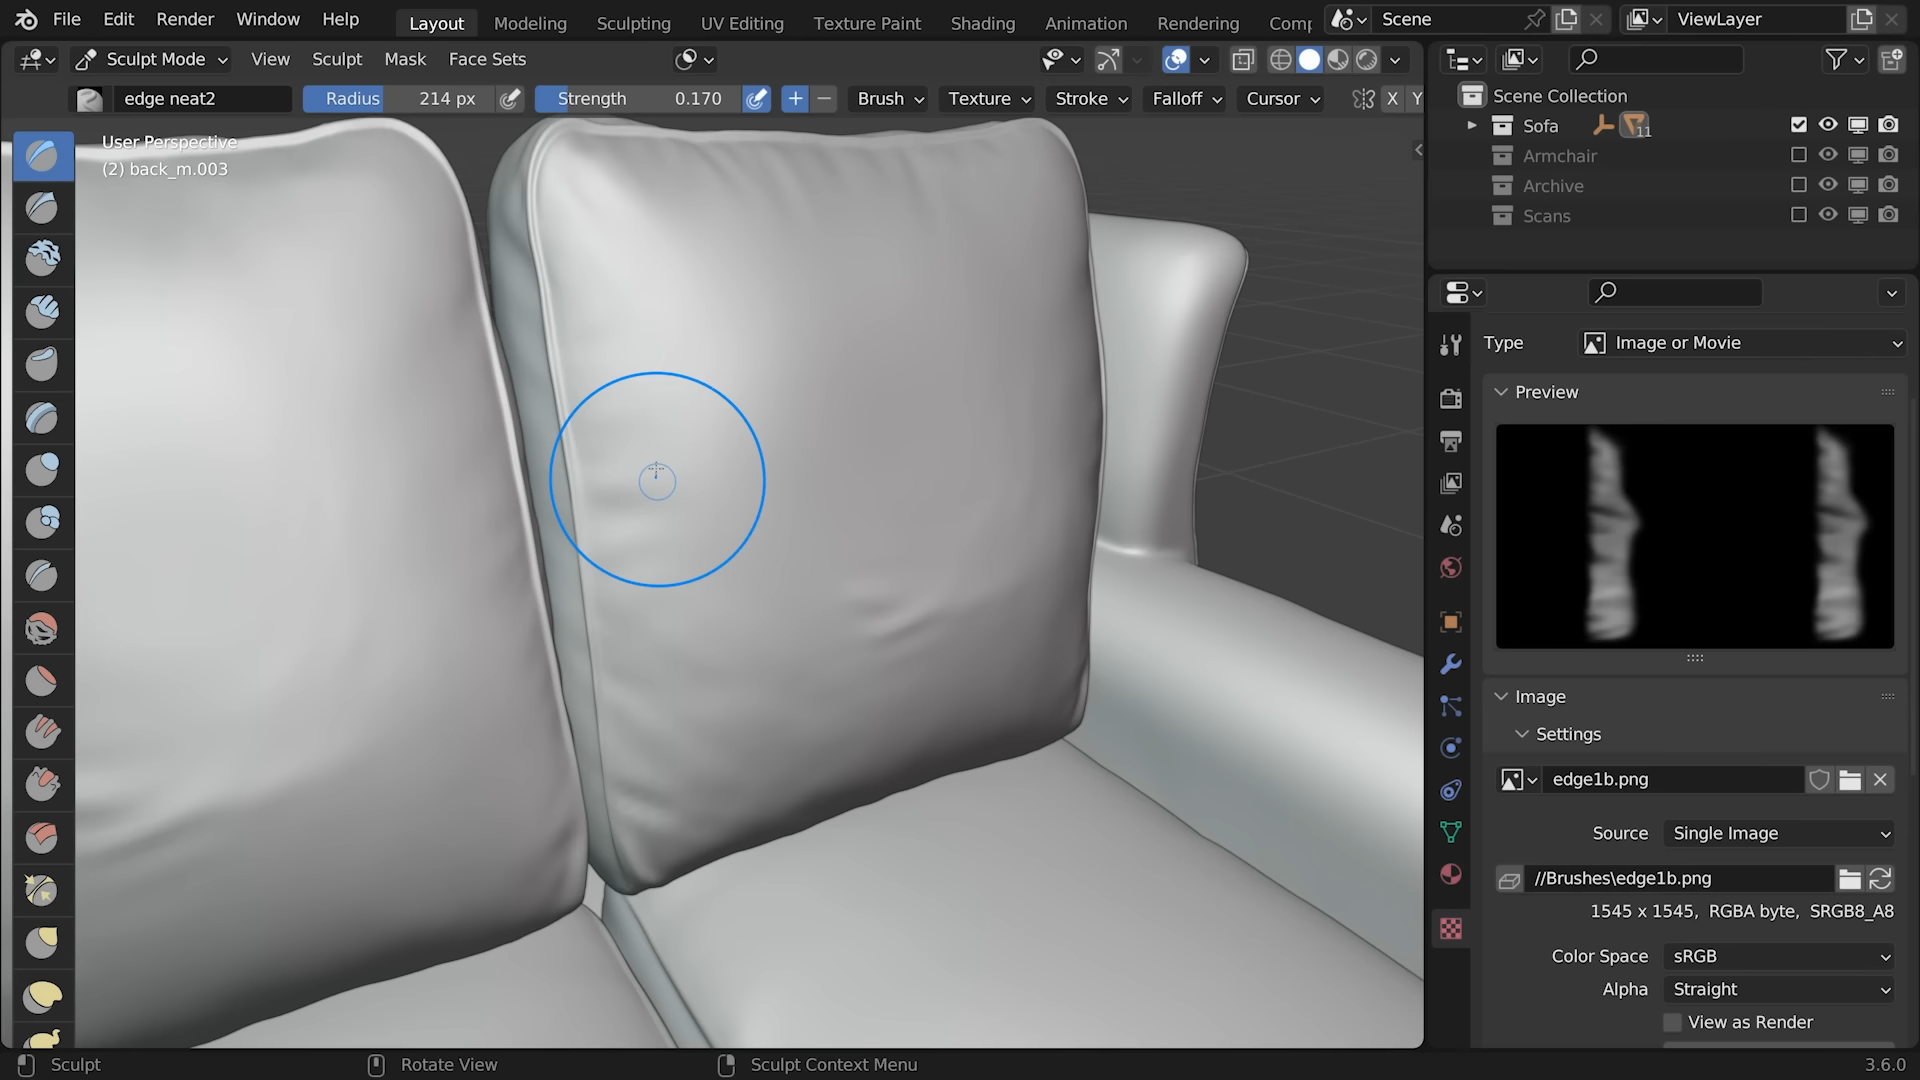 File Edit Render Window Help Layout Modeling Sculpting UV Editing Texture Paint Shading Animation Rendering Comp Scene ViewLayer
Sculpt Mode View Sculpt Mask Face Sets
edge neat2 Radius 214 px Strength 0.170 + − Brush Texture Stroke Falloff Cursor X Y
User Perspective
(2) back_m.003
Scene Collection
Sofa 11
Armchair
Archive
Scans
Type Image or Movie
Preview
Image
Settings
edge1b.png
Source Single Image
//Brushes\edge1b.png
1545 x 1545, RGBA byte, SRGB8_A8
Color Space sRGB
Alpha Straight
View as Render
Sculpt Rotate View Sculpt Context Menu 3.6.0